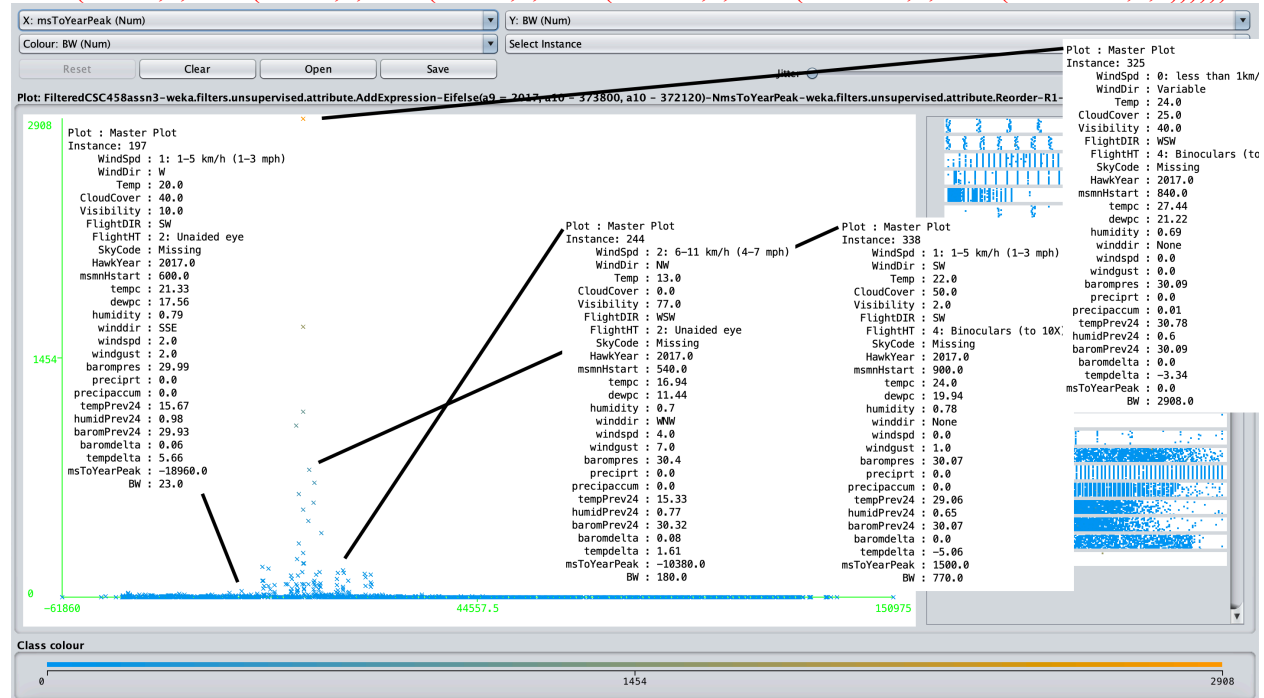 X: msToYearPeak (Num)
Y: BW (Num)
Colour: BW (Num)
Select Instance
Reset
Clear
Open
Save
Jitter
Plot: FilteredCSC458assn3-weka.filters.unsupervised.attribute.AddExpression-Eifelse(a9 = 2017, a10 - 373800, a10 - 372120)-NmsToYearPeak-weka.filters.unsupervised.attribute.Reorder-R1-
2908
1454
0
-61860
44557.5
150975
Plot : Master Plot
Instance: 197
WindSpd : 1: 1-5 km/h (1-3 mph)
WindDir : W
Temp : 20.0
CloudCover : 40.0
Visibility : 10.0
FlightDIR : SW
FlightHT : 2: Unaided eye
SkyCode : Missing
HawkYear : 2017.0
msmnHstart : 600.0
tempc : 21.33
dewpc : 17.56
humidity : 0.79
winddir : SSE
windspd : 2.0
windgust : 2.0
barompres : 29.99
preciprt : 0.0
precipaccum : 0.0
tempPrev24 : 15.67
humidPrev24 : 0.98
baromPrev24 : 29.93
baromdelta : 0.06
tempdelta : 5.66
msToYearPeak : -18960.0
BW : 23.0
Plot : Master Plot
Instance: 244
WindSpd : 2: 6-11 km/h (4-7 mph)
WindDir : NW
Temp : 13.0
CloudCover : 0.0
Visibility : 77.0
FlightDIR : WSW
FlightHT : 2: Unaided eye
SkyCode : Missing
HawkYear : 2017.0
msmnHstart : 540.0
tempc : 16.94
dewpc : 11.44
humidity : 0.7
winddir : WNW
windspd : 4.0
windgust : 7.0
barompres : 30.4
preciprt : 0.0
precipaccum : 0.0
tempPrev24 : 15.33
humidPrev24 : 0.77
baromPrev24 : 30.32
baromdelta : 0.08
tempdelta : 1.61
msToYearPeak : -10380.0
BW : 180.0
Plot : Master Plot
Instance: 338
WindSpd : 1: 1-5 km/h (1-3 mph)
WindDir : SW
Temp : 22.0
CloudCover : 50.0
Visibility : 2.0
FlightDIR : SW
FlightHT : 4: Binoculars (to 10X)
SkyCode : Missing
HawkYear : 2017.0
msmnHstart : 900.0
tempc : 24.0
dewpc : 19.94
humidity : 0.78
winddir : None
windspd : 0.0
windgust : 1.0
barompres : 30.07
preciprt : 0.0
precipaccum : 0.0
tempPrev24 : 29.06
humidPrev24 : 0.65
baromPrev24 : 30.07
baromdelta : 0.0
tempdelta : -5.06
msToYearPeak : 1500.0
BW : 770.0
Plot : Master Plot
Instance: 325
WindSpd : 0: less than 1km/
WindDir : Variable
Temp : 24.0
CloudCover : 25.0
Visibility : 40.0
FlightDIR : WSW
FlightHT : 4: Binoculars (to
SkyCode : Missing
HawkYear : 2017.0
msmnHstart : 840.0
tempc : 27.44
dewpc : 21.22
humidity : 0.69
winddir : None
windspd : 0.0
windgust : 0.0
barompres : 30.09
preciprt : 0.0
precipaccum : 0.01
tempPrev24 : 30.78
humidPrev24 : 0.6
baromPrev24 : 30.09
baromdelta : 0.0
tempdelta : -3.34
msToYearPeak : 0.0
BW : 2908.0
Class colour
0
1454
2908